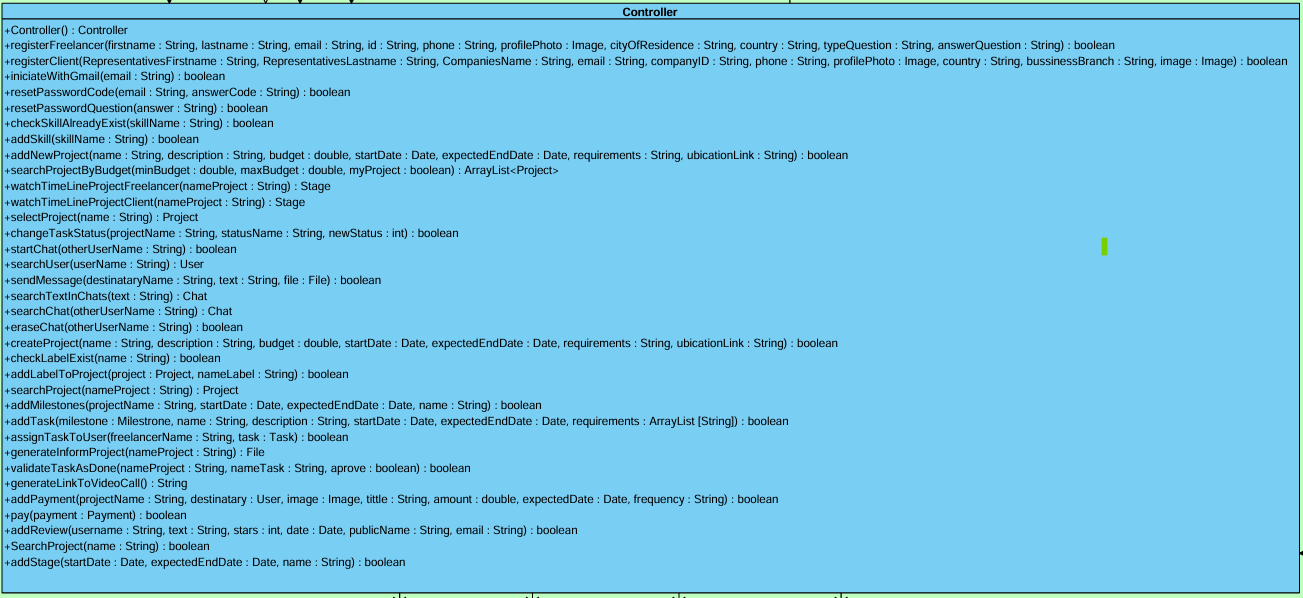 Controller
+Controller() : Controller
+registerFreelancer(firstname : String, lastname : String, email : String, id : String, phone : String, profilePhoto : Image, cityOfResidence : String, country : String, typeQuestion : String, answerQuestion : String) : boolean
+registerClient(RepresentativesFirstname : String, RepresentativesLastname : String, CompaniesName : String, email : String, companyID : String, phone : String, profilePhoto : Image, country : String, bussinessBranch : String, image : Image) : boolean
+iniciateWithGmail(email : String) : boolean
+resetPasswordCode(email : String, answerCode : String) : boolean
+resetPasswordQuestion(answer : String) : boolean
+checkSkillAlreadyExist(skillName : String) : boolean
+addSkill(skillName : String) : boolean
+addNewProject(name : String, description : String, budget : double, startDate : Date, expectedEndDate : Date, requirements : String, ubicationLink : String) : boolean
+searchProjectByBudget(minBudget : double, maxBudget : double, myProject : boolean) : ArrayList<Project>
+watchTimeLineProjectFreelancer(nameProject : String) : Stage
+watchTimeLineProjectClient(nameProject : String) : Stage
+selectProject(name : String) : Project
+changeTaskStatus(projectName : String, statusName : String, newStatus : int) : boolean
+startChat(otherUserName : String) : boolean
+searchUser(userName : String) : User
+sendMessage(destinataryName : String, text : String, file : File) : boolean
+searchTextInChats(text : String) : Chat
+searchChat(otherUserName : String) : Chat
+eraseChat(otherUserName : String) : boolean
+createProject(name : String, description : String, budget : double, startDate : Date, expectedEndDate : Date, requirements : String, ubicationLink : String) : boolean
+checkLabelExist(name : String) : boolean
+addLabelToProject(project : Project, nameLabel : String) : boolean
+searchProject(nameProject : String) : Project
+addMilestones(projectName : String, startDate : Date, expectedEndDate : Date, name : String) : boolean
+addTask(milestone : Milestrone, name : String, description : String, startDate : Date, expectedEndDate : Date, requirements : ArrayList [String]) : boolean
+assignTaskToUser(freelancerName : String, task : Task) : boolean
+generateInformProject(nameProject : String) : File
+validateTaskAsDone(nameProject : String, nameTask : String, aprove : boolean) : boolean
+generateLinkToVideoCall() : String
+addPayment(projectName : String, destinatary : User, image : Image, tittle : String, amount : double, expectedDate : Date, frequency : String) : boolean
+pay(payment : Payment) : boolean
+addReview(username : String, text : String, stars : int, date : Date, publicName : String, email : String) : boolean
+SearchProject(name : String) : boolean
+addStage(startDate : Date, expectedEndDate : Date, name : String) : boolean